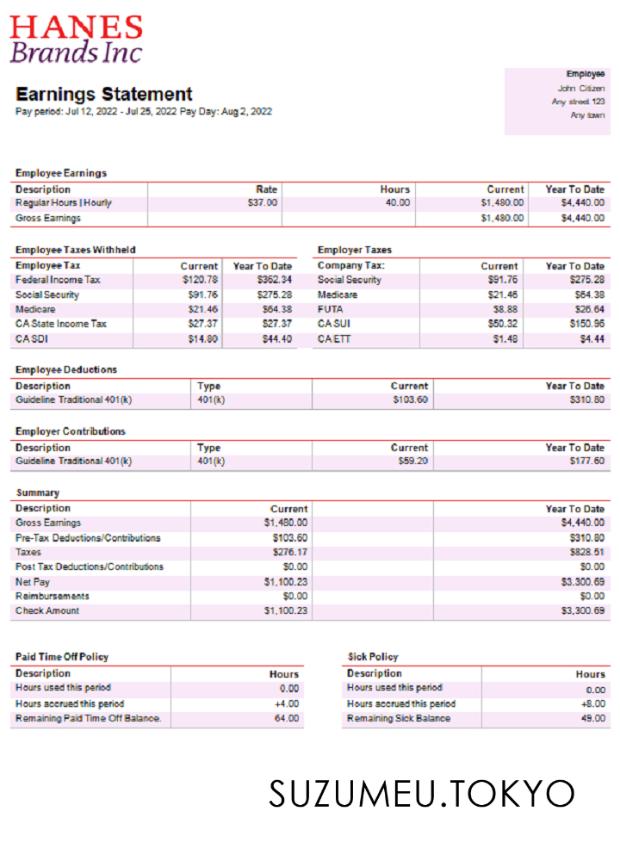 HANES
Brands Inc
Employee
John Citizen
Any street 123
Any town
Earnings Statement
Pay period: Jul 12, 2022 - Jul 25, 2022 Pay Day: Aug 2, 2022
Employee Earnings
Description Rate Hours Current Year To Date
Regular Hours | Hourly $37.00 40.00 $1,480.00 $4,440.00
Gross Earnings $1,480.00 $4,440.00
Employee Taxes Withheld Employer Taxes
Employee Tax Current Year To Date Company Tax: Current Year To Date
Federal Income Tax $120.78 $362.34 Social Security $91.76 $275.28
Social Security $91.76 $275.28 Medicare $21.46 $64.38
Medicare $21.46 $64.38 FUTA $8.88 $26.64
CA State Income Tax $27.37 $27.37 CA SUI $50.32 $150.96
CA SDI $14.80 $44.40 CA ETT $1.48 $4.44
Employee Deductions
Description Type Current Year To Date
Guideline Traditional 401(k) 401(k) $103.60 $310.80
Employer Contributions
Description Type Current Year To Date
Guideline Traditional 401(k) 401(k) $59.20 $177.60
Summary
Description Current Year To Date
Gross Earnings $1,480.00 $4,440.00
Pre-Tax Deductions/Contributions $103.60 $310.80
Taxes $276.17 $828.51
Post Tax Deductions/Contributions $0.00 $0.00
Net Pay $1,100.23 $3.300.69
Reimbursements $0.00 $0.00
Check Amount $1,100.23 $3,300.69
Paid Time Off Policy Sick Policy
Description Hours Description Hours
Hours used this period 0.00 Hours used this period 0.00
Hours accrued this period +4.00 Hours accrued this period +8.00
Remaining Paid Time Off Balance. 64.00 Remaining Sick Balance 49.00
SUZUMEU.TOKYO